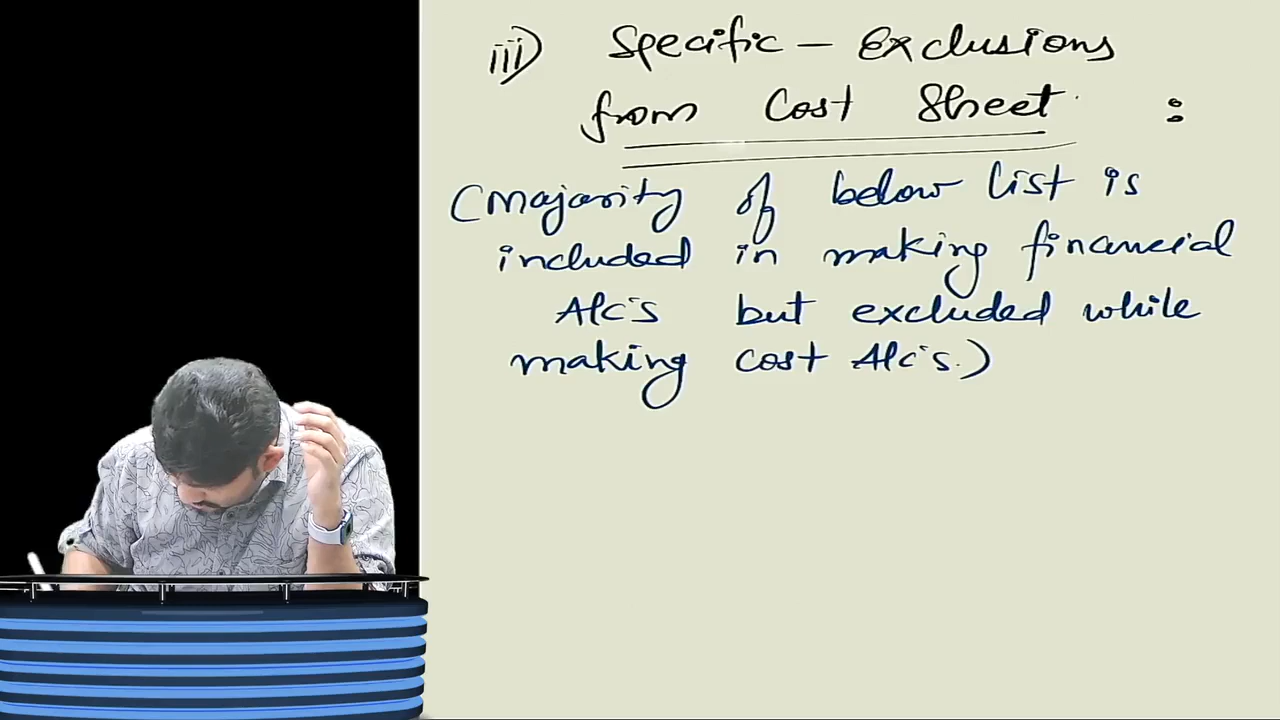 iii) Specific - Exclusions
from Cost Sheet :
(Majority of below list is
included in making financial
A/c's but excluded while
making cost A/c's.)